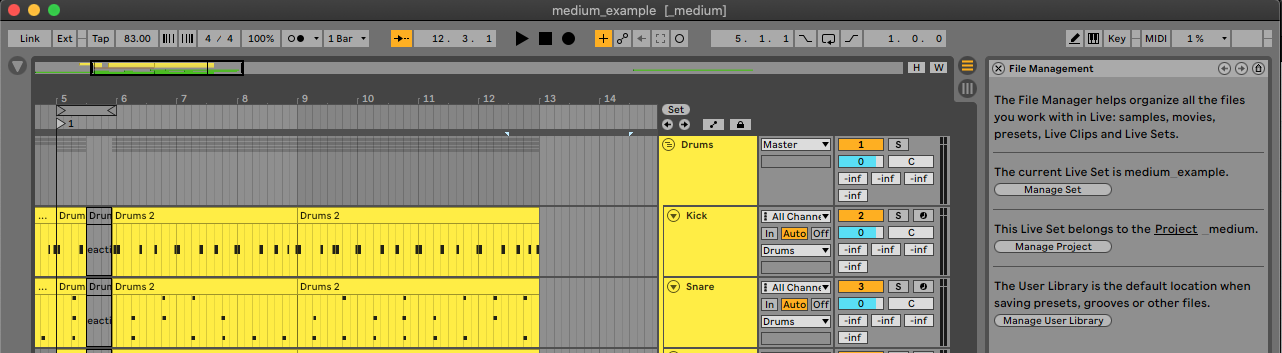 medium_example [_medium]
Link Ext Tap 83.00 4 / 4 100% 1 Bar 12. 3. 1 5. 1. 1 1. 0. 0 Key MIDI 1%
H W
File Management
The File Manager helps organize all the files
you work with in Live: samples, movies,
presets, Live Clips and Live Sets.
The current Live Set is medium_example.
Manage Set
This Live Set belongs to the Project _medium.
Manage Project
The User Library is the default location when
saving presets, grooves or other files.
Manage User Library
5 6 7 8 9 10 11 12 13 14
Set
1
Drums Master 1 S
0 C
-inf -inf -inf
-inf
... Drum Drum Drums 2 Drums 2 Kick All Channe 2 S
In Auto Off 0 C
eacti Drums -inf -inf -inf
-inf
... Drum Drum Drums 2 Drums 2 Snare All Channe 3 S
In Auto Off 0 C
eacti Drums -inf -inf -inf
-inf